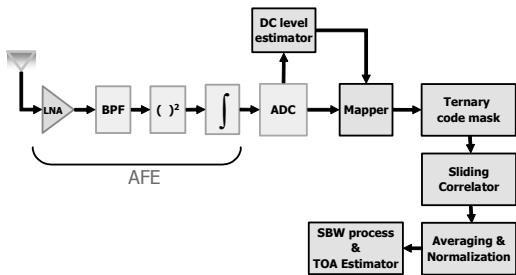 DC level
estimator
LNA
BPF
( )²
∫
ADC
Mapper
Ternary
code mask
AFE
Sliding
Correlator
SBW process
&
TOA Estimator
Averaging &
Normalization